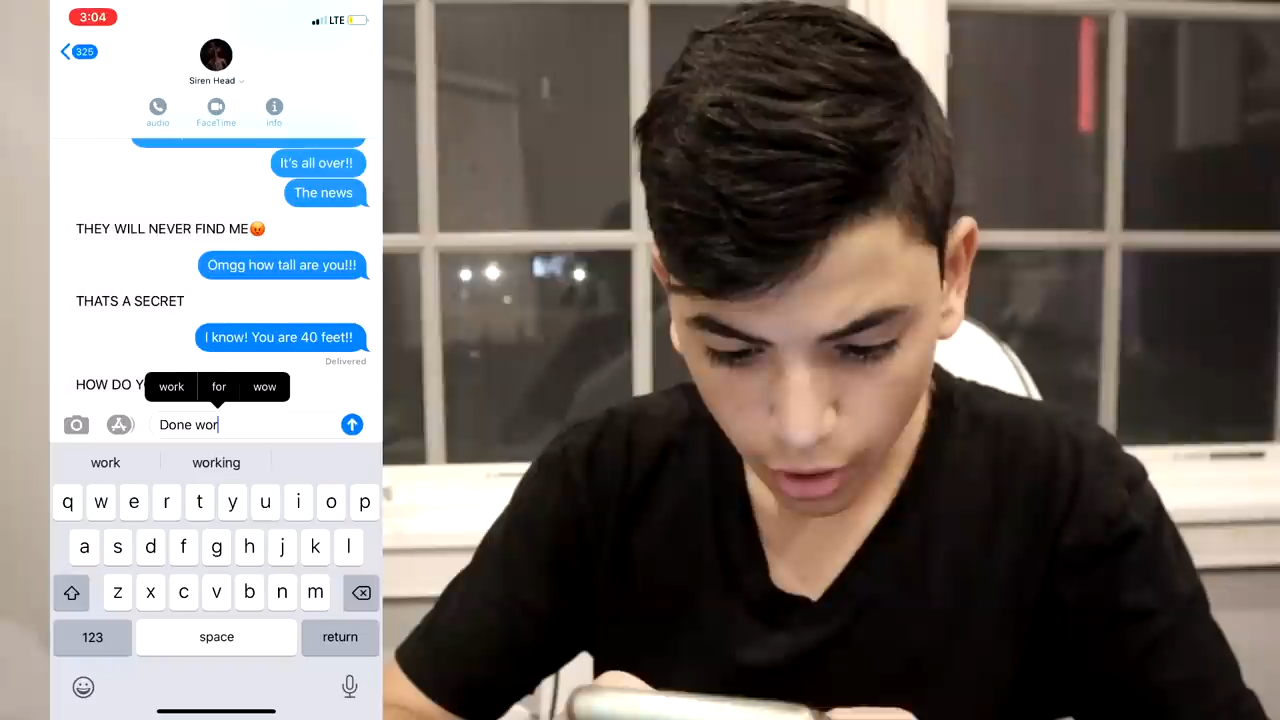 3:04
LTE
325
Siren Head
audio FaceTime info
It's all over!!
The news
THEY WILL NEVER FIND ME😡
Omgg how tall are you!!!
THATS A SECRET
I know! You are 40 feet!!
Delivered
HOW DO Y
work for wow
Done wor
work working
q w e r t y u i o p
a s d f g h j k l
z x c v b n m
123 space return